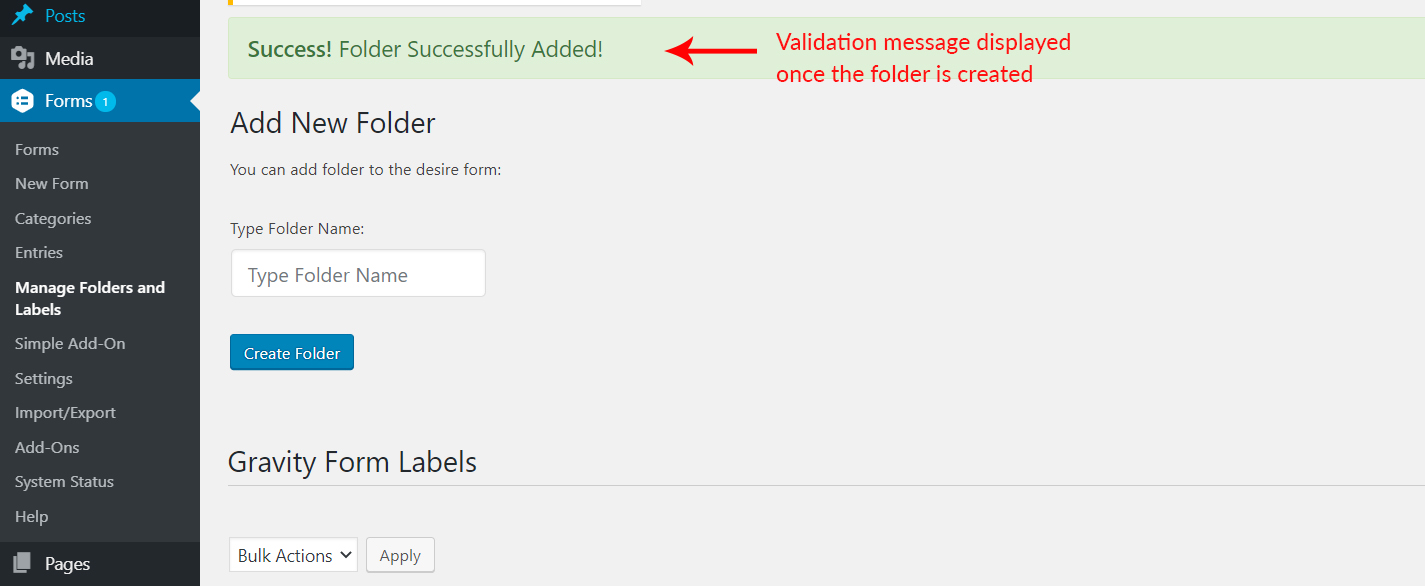 Posts
Media
Forms 1
Forms
New Form
Categories
Entries
Manage Folders and
Labels
Simple Add-On
Settings
Import/Export
Add-Ons
System Status
Help
Pages
Success! Folder Successfully Added!
Validation message displayed
once the folder is created
Add New Folder
You can add folder to the desire form:
Type Folder Name:
Type Folder Name
Create Folder
Gravity Form Labels
Bulk Actions
Apply